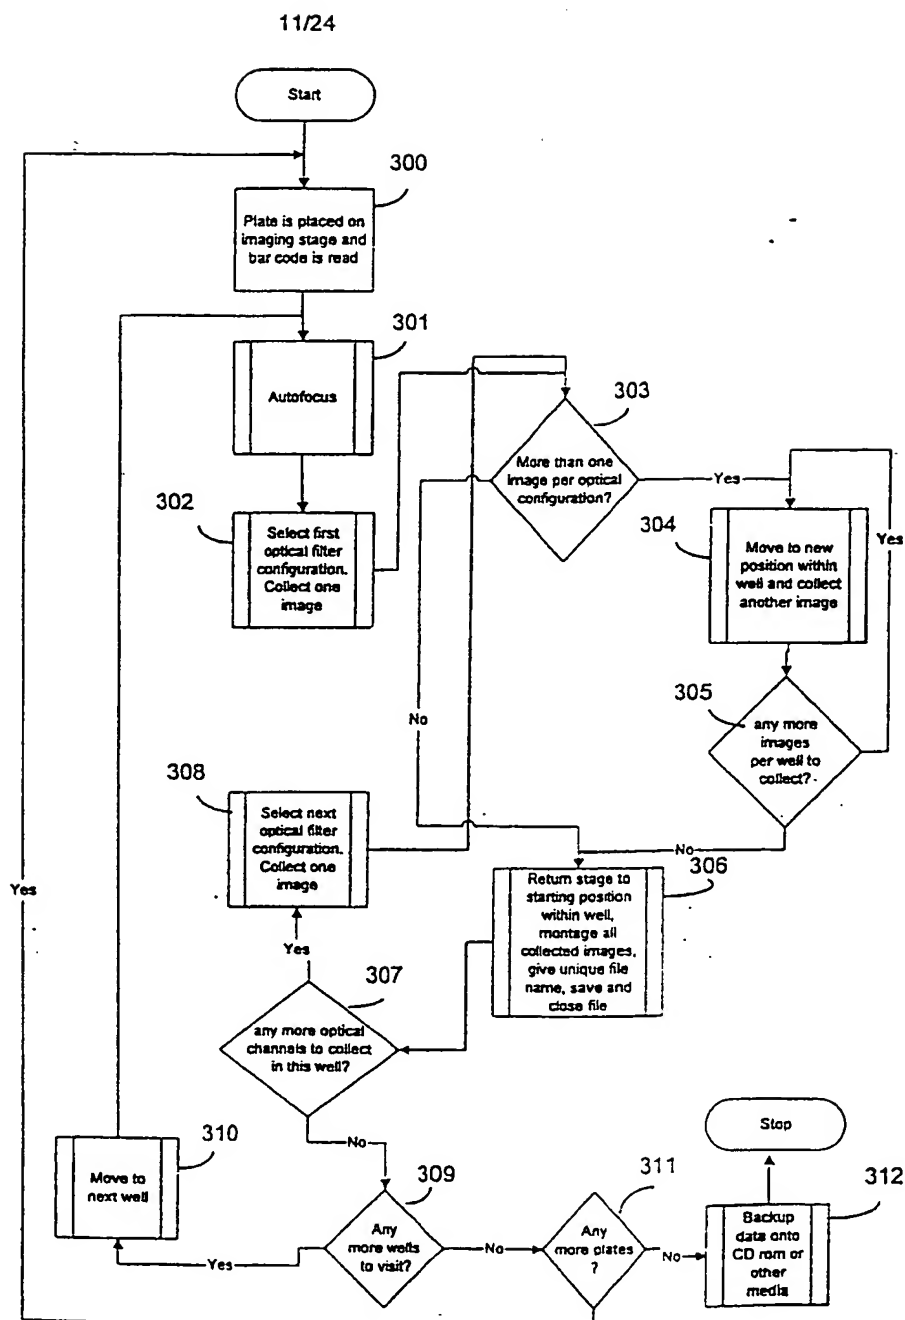 11/24
Start
300
Plate is placed on
imaging stage and
bar code is read
301
Autofocus
302
Select first
optical filter
configuration.
Collect one
image
303
More than one
image per optical
configuration?
Yes
304
Move to new
position within
well and collect
another image
Yes
305
any more
images
per well to
collect?
No
No
306
Return stage to
starting position
within well,
montage all
collected images,
give unique file
name, save and
close file
308
Select next
optical filter
configuration.
Collect one
image
Yes
Yes
307
any more optical
channels to collect
in this well?
No
310
Move to
next well
309
Any
more wells
to visit?
Yes
No
311
Any
more plates
?
No
312
Backup
data onto
CD rom or
other
media
Stop